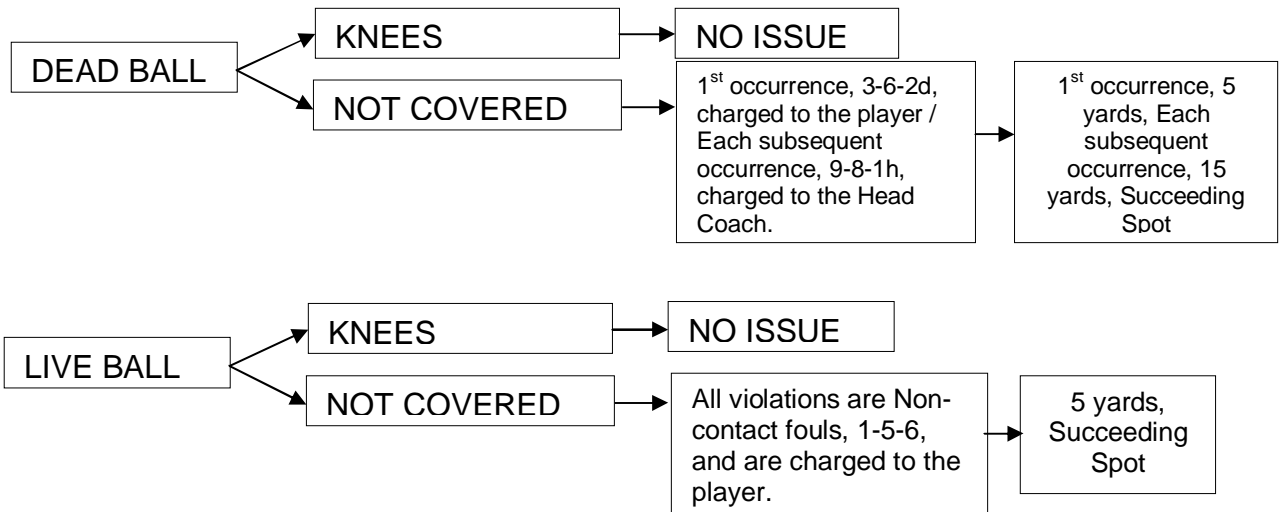 DEAD BALL
KNEES
NO ISSUE
NOT COVERED
1st occurrence, 3-6-2d,
charged to the player /
Each subsequent
occurrence, 9-8-1h,
charged to the Head
Coach.
1st occurrence, 5
yards, Each
subsequent
occurrence, 15
yards, Succeeding
Spot
LIVE BALL
KNEES
NO ISSUE
NOT COVERED
All violations are Non-
contact fouls, 1-5-6,
and are charged to the
player.
5 yards,
Succeeding
Spot